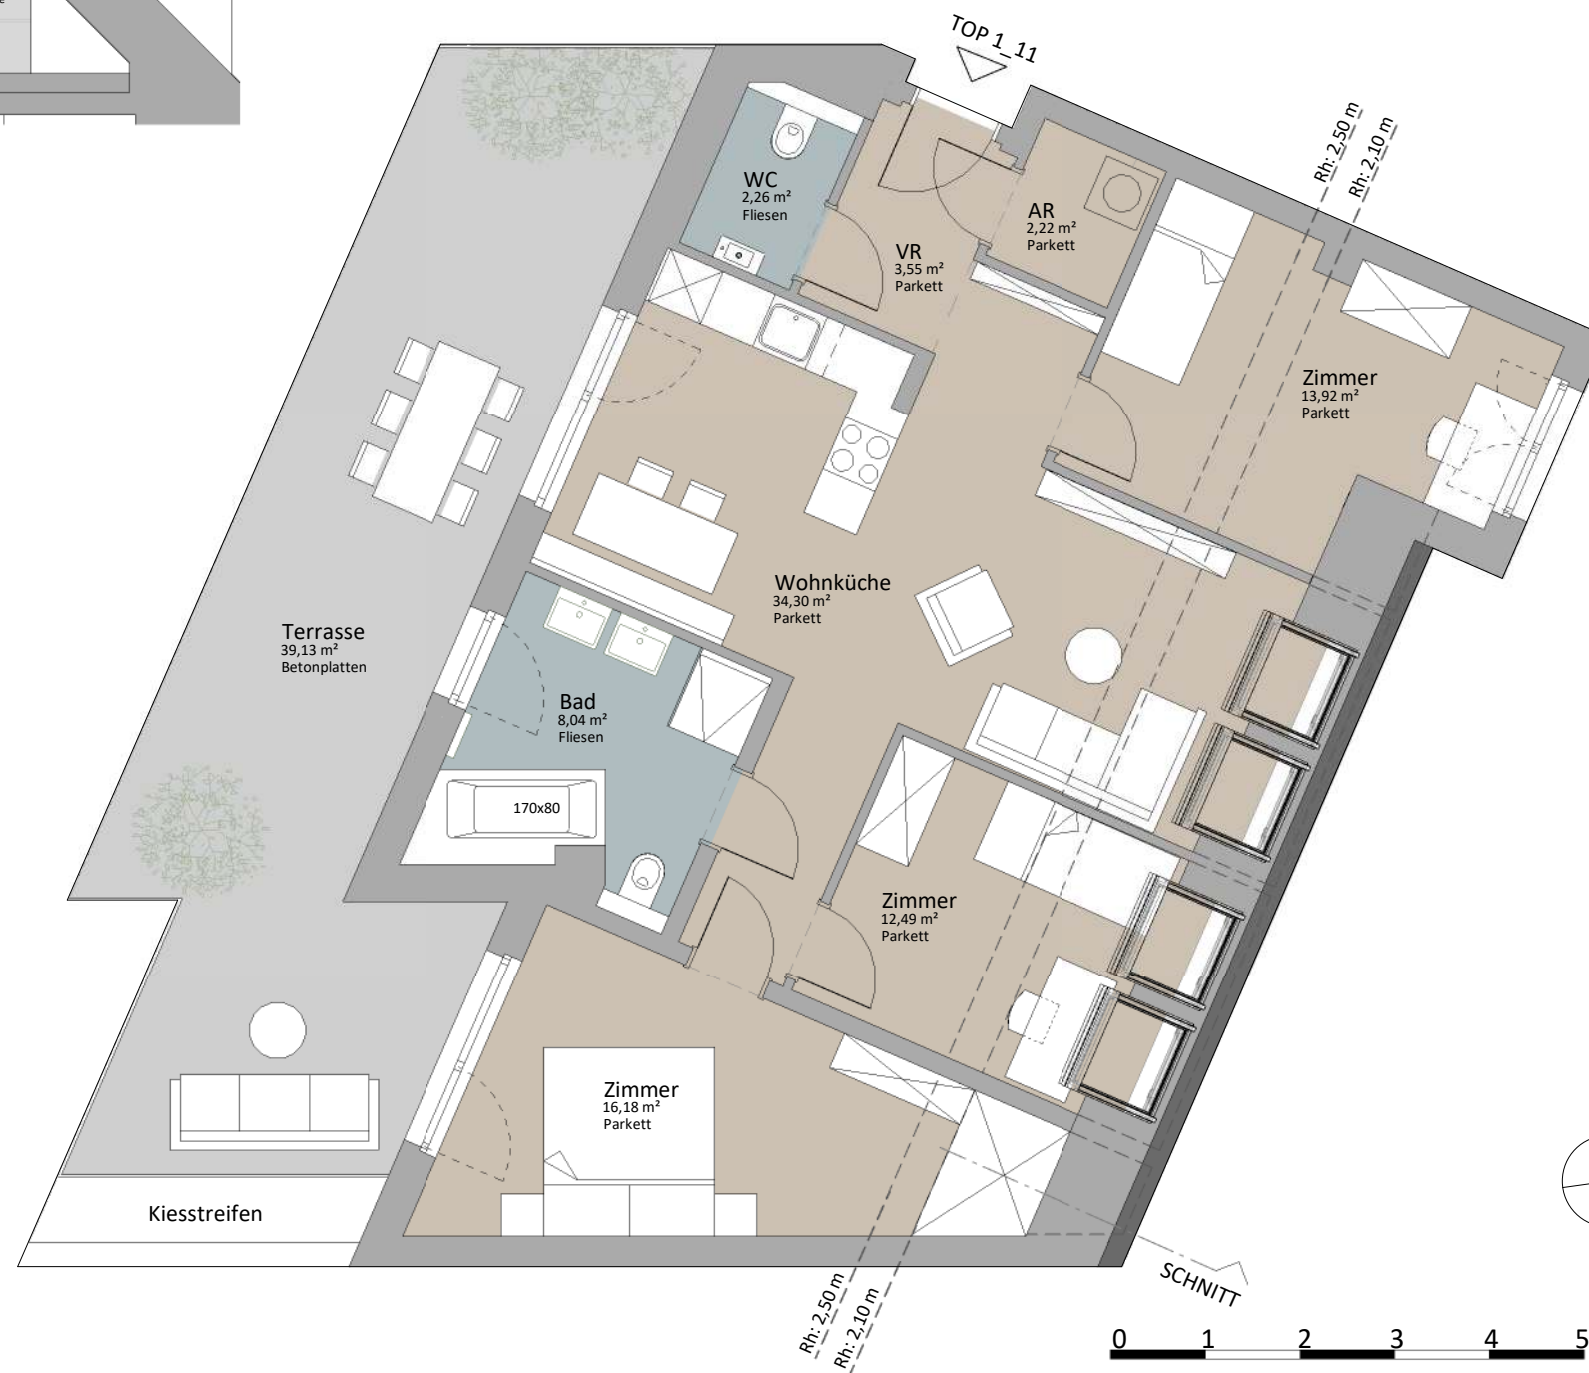 TOP 1_11
Rh: 2,50 m
Rh: 2,10 m
WC
2,26 m²
Fliesen
AR
2,22 m²
Parkett
VR
3,55 m²
Parkett
Zimmer
13,92 m²
Parkett
Wohnküche
34,30 m²
Parkett
Terrasse
39,13 m²
Betonplatten
Bad
8,04 m²
Fliesen
170x80
Zimmer
12,49 m²
Parkett
Zimmer
16,18 m²
Parkett
Kiesstreifen
SCHNITT
Rh: 2,50 m
Rh: 2,10 m
0 1 2 3 4 5